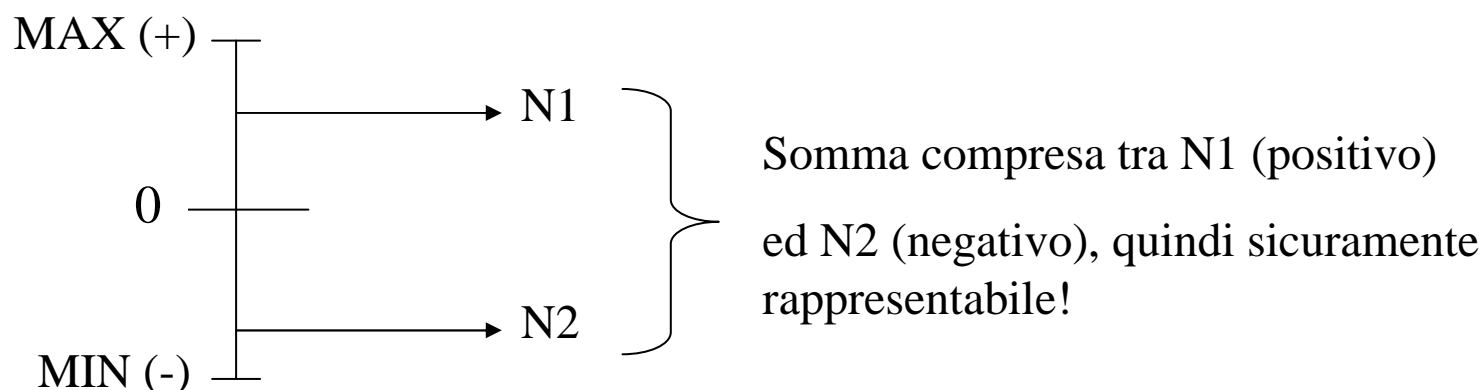 MAX (+)
N1
Somma compresa tra N1 (positivo)
0
ed N2 (negativo), quindi sicuramente
rappresentabile!
N2
MIN (-)